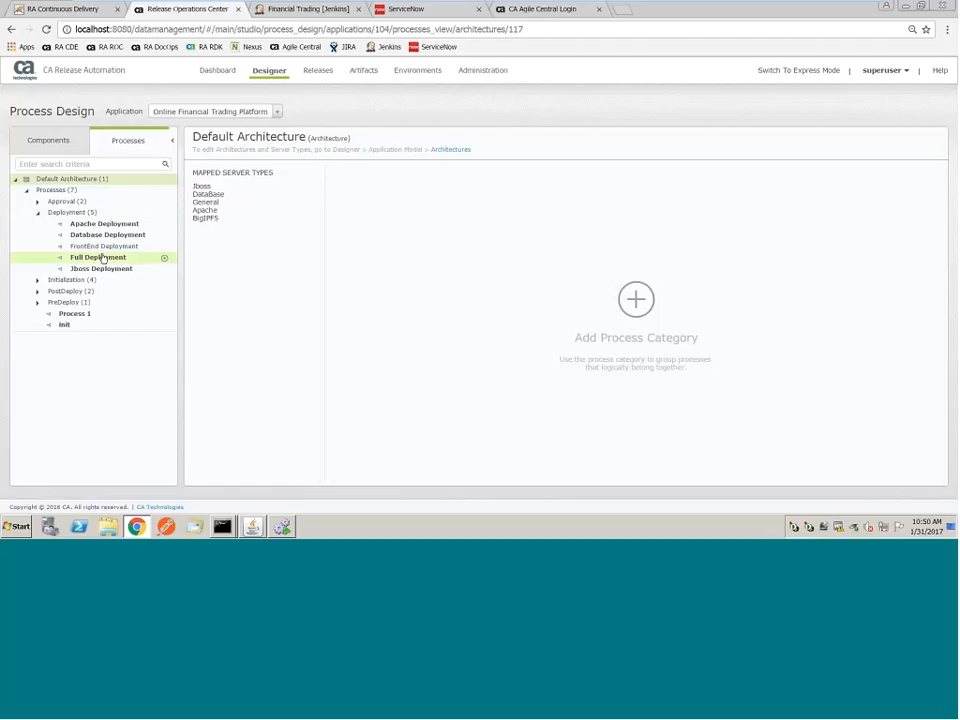 RA Continuous Delivery
Release Operations Center
Financial Trading [Jenkins]
ServiceNow
CA Agile Central Login
localhost:8080/datamanagement/#/main/studio/process_design/applications/104/processes_view/architectures/117
Apps
RA CDE
RA ROC
RA DocOps
RA RDK
Nexus
Agile Central
JIRA
Jenkins
ServiceNow
ca technologies
CA Release Automation
Dashboard
Designer
Releases
Artifacts
Environments
Administration
Switch To Express Mode | superuser | Help
Process Design
Application
Online Financial Trading Platform
Components
Processes
Enter search criteria
Default Architecture (1)
Processes (7)
Approval (2)
Deployment (5)
Apache Deployment
Database Deployment
FrontEnd Deployment
Full Deployment
Jboss Deployment
Initialization (4)
PostDeploy (2)
PreDeploy (1)
Process 1
init
Default Architecture (Architecture)
To edit Architectures and Server Types, go to Designer > Application Model > Architectures
MAPPED SERVER TYPES
Jboss
DataBase
General
Apache
BigIPF5
Add Process Category
Use the process category to group processes
that logically belong together.
Copyright © 2016 CA. All rights reserved. | CA Technologies
Start
10:50 AM
1/31/2017